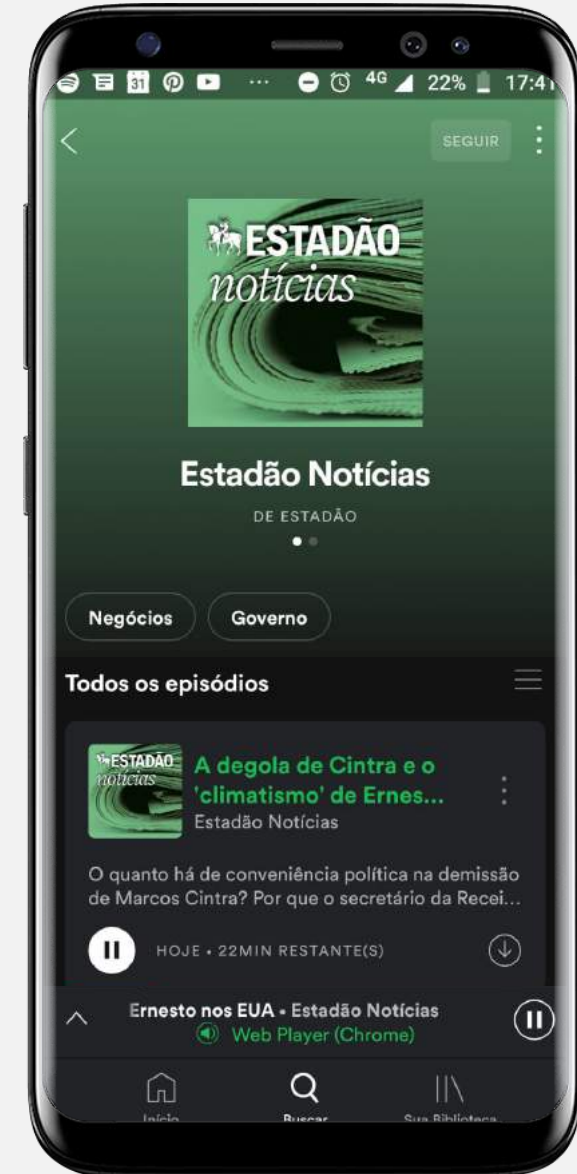 31 4G 22% 17:41
SEGUIR
ESTADÃO
notícias
Estadão Notícias
DE ESTADÃO
Negócios Governo
Todos os episódios
ESTADÃO
notícias
A degola de Cintra e o
'climatismo' de Ernes...
Estadão Notícias
O quanto há de conveniência política na demissão
de Marcos Cintra? Por que o secretário da Recei...
HOJE • 22MIN RESTANTE(S)
Ernesto nos EUA • Estadão Notícias
Web Player (Chrome)
Início Buscar Sua Biblioteca